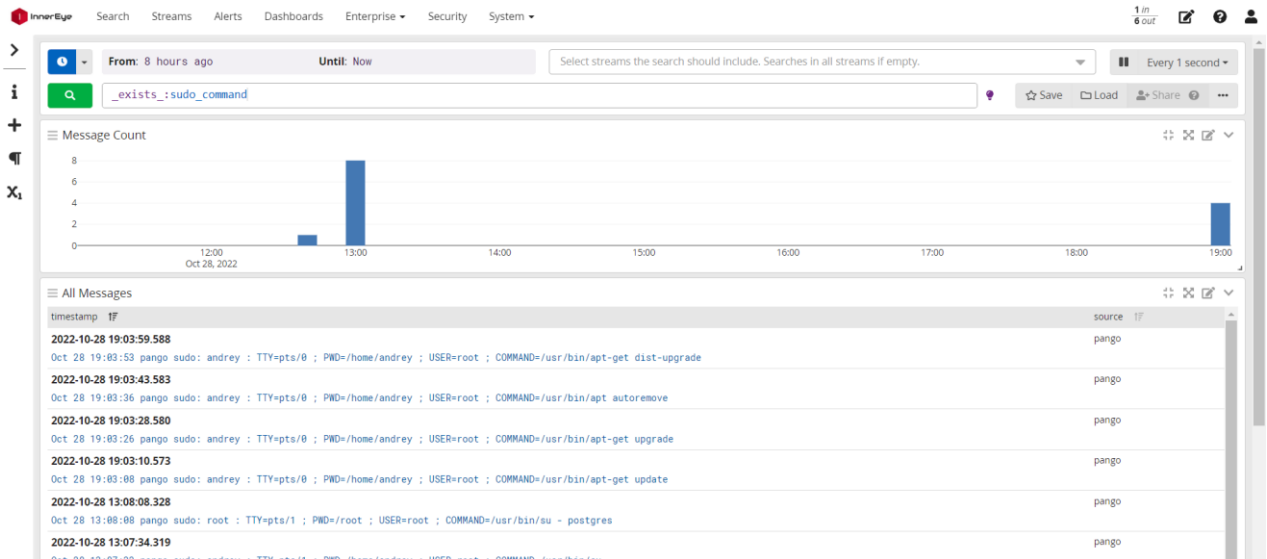 InnerEye Search Streams Alerts Dashboards Enterprise Security System 1 in
6 out
From: 8 hours ago Until: Now Select streams the search should include. Searches in all streams if empty. Every 1 second
_exists_:sudo_command Save Load Share ...
Message Count
8
6
4
2
0
12:00 13:00 14:00 15:00 16:00 17:00 18:00 19:00
Oct 28, 2022
All Messages
timestamp source
2022-10-28 19:03:59.588 pango
Oct 28 19:03:53 pango sudo: andrey : TTY=pts/0 ; PWD=/home/andrey ; USER=root ; COMMAND=/usr/bin/apt-get dist-upgrade
2022-10-28 19:03:43.583 pango
Oct 28 19:03:36 pango sudo: andrey : TTY=pts/0 ; PWD=/home/andrey ; USER=root ; COMMAND=/usr/bin/apt autoremove
2022-10-28 19:03:28.580 pango
Oct 28 19:03:26 pango sudo: andrey : TTY=pts/0 ; PWD=/home/andrey ; USER=root ; COMMAND=/usr/bin/apt-get upgrade
2022-10-28 19:03:10.573 pango
Oct 28 19:03:08 pango sudo: andrey : TTY=pts/0 ; PWD=/home/andrey ; USER=root ; COMMAND=/usr/bin/apt-get update
2022-10-28 13:08:08.328 pango
Oct 28 13:08:08 pango sudo: root : TTY=pts/1 ; PWD=/root ; USER=root ; COMMAND=/usr/bin/su - postgres
2022-10-28 13:07:34.319 pango